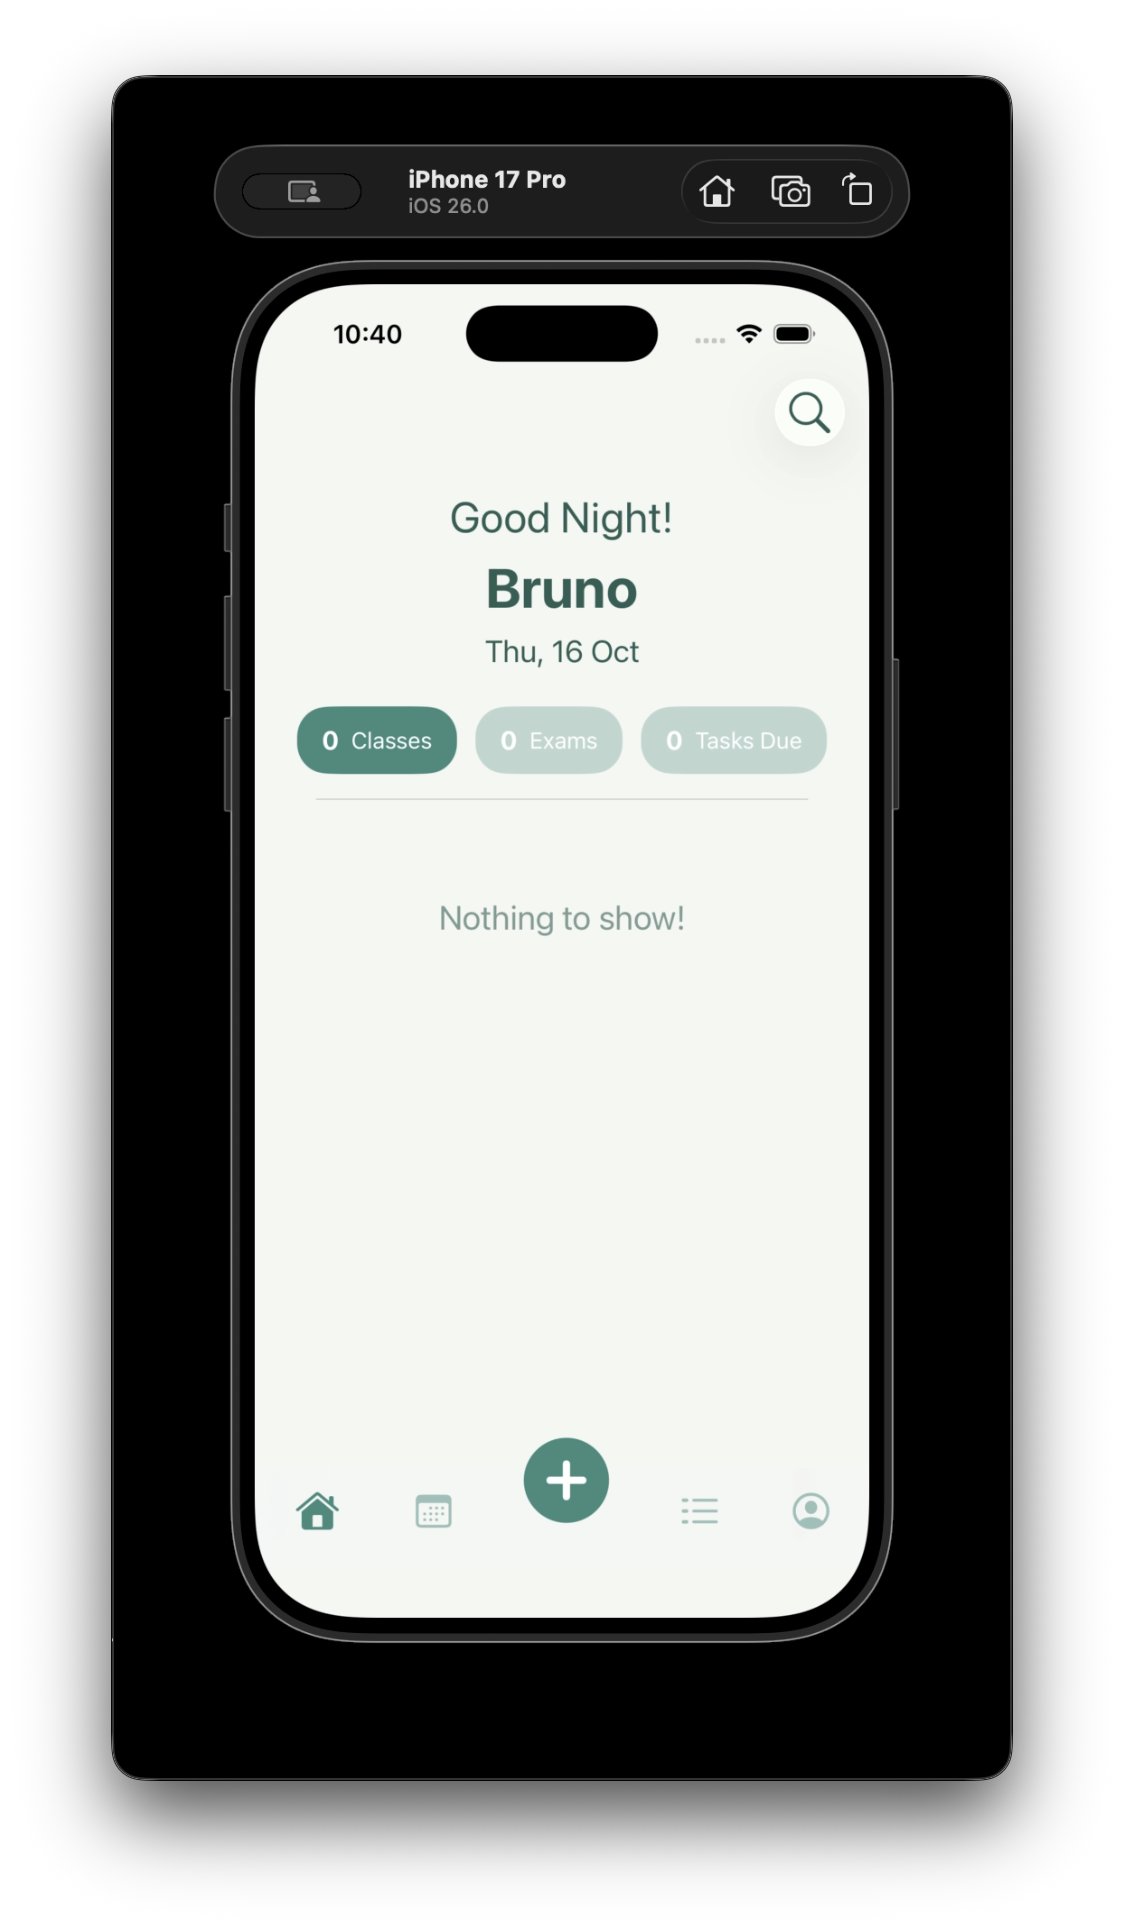 iPhone 17 Pro
iOS 26.0
10:40
Good Night!
Bruno
Thu, 16 Oct
0 Classes
0 Exams
0 Tasks Due
Nothing to show!